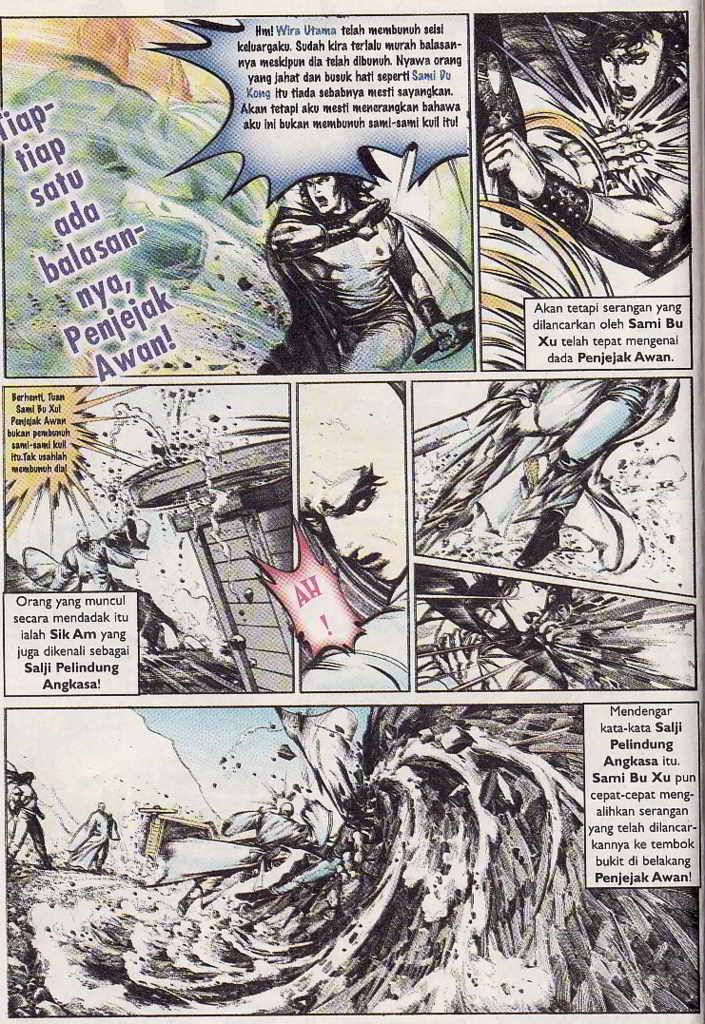 Hm! Wira Utama telah membunuh seisi
keluargaku. Sudah kira terlalu murah balasan-
nya meskipun dia telah dibunuh. Nyawa orang
yang jahat dan busuk hati seperti Sami Du
Kong itu tiada sebabnya mesti sayangkan.
Akan tetapi aku mesti menerangkan bahawa
aku ini bukan membunuh sami-sami kuil itu!
Tiap-
tiap
satu
ada
balasan-
nya,
Penjejak
Awan!
Akan tetapi serangan yang
dilancarkan oleh Sami Bu
Xu telah tepat mengenai
dada Penjejak Awan.
Berhenti, Tuan
Sami Bu Xu!
Penjejak Awan
bukan pembunuh
sami-sami kuil
itu.Tak usahlah
membunuh dia!
Orang yang muncul
secara mendadak itu
ialah Sik Am yang
juga dikenali sebagai
Salji Pelindung
Angkasa!
AH
!
Mendengar
kata-kata Salji
Pelindung
Angkasa itu.
Sami Bu Xu pun
cepat-cepat meng-
alihkan serangan
yang telah dilancar-
kannya ke tembok
bukit di belakang
Penjejak Awan!